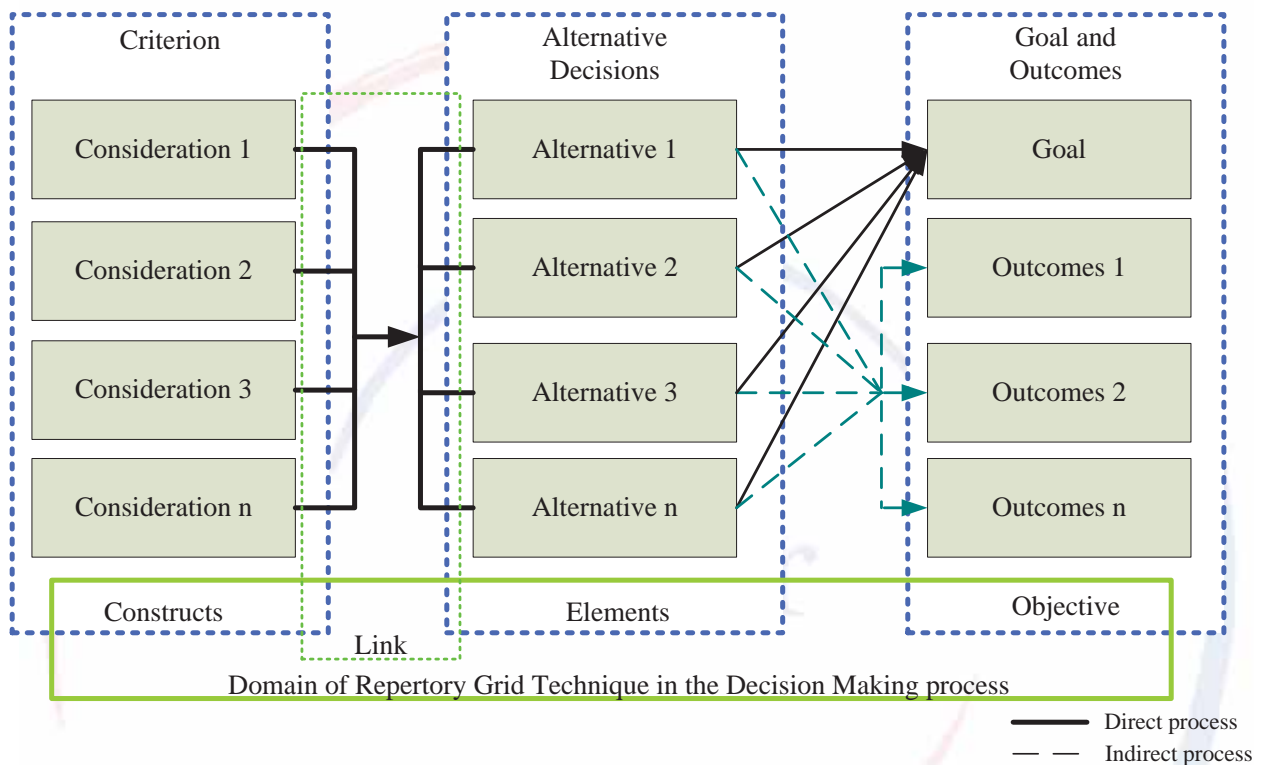 Criterion
Consideration 1
Consideration 2
Consideration 3
Consideration n
Constructs
Link
Alternative
Decisions
Alternative 1
Alternative 2
Alternative 3
Alternative n
Elements
Goal and
Outcomes
Goal
Outcomes 1
Outcomes 2
Outcomes n
Objective
Domain of Repertory Grid Technique in the Decision Making process
Direct process
Indirect process